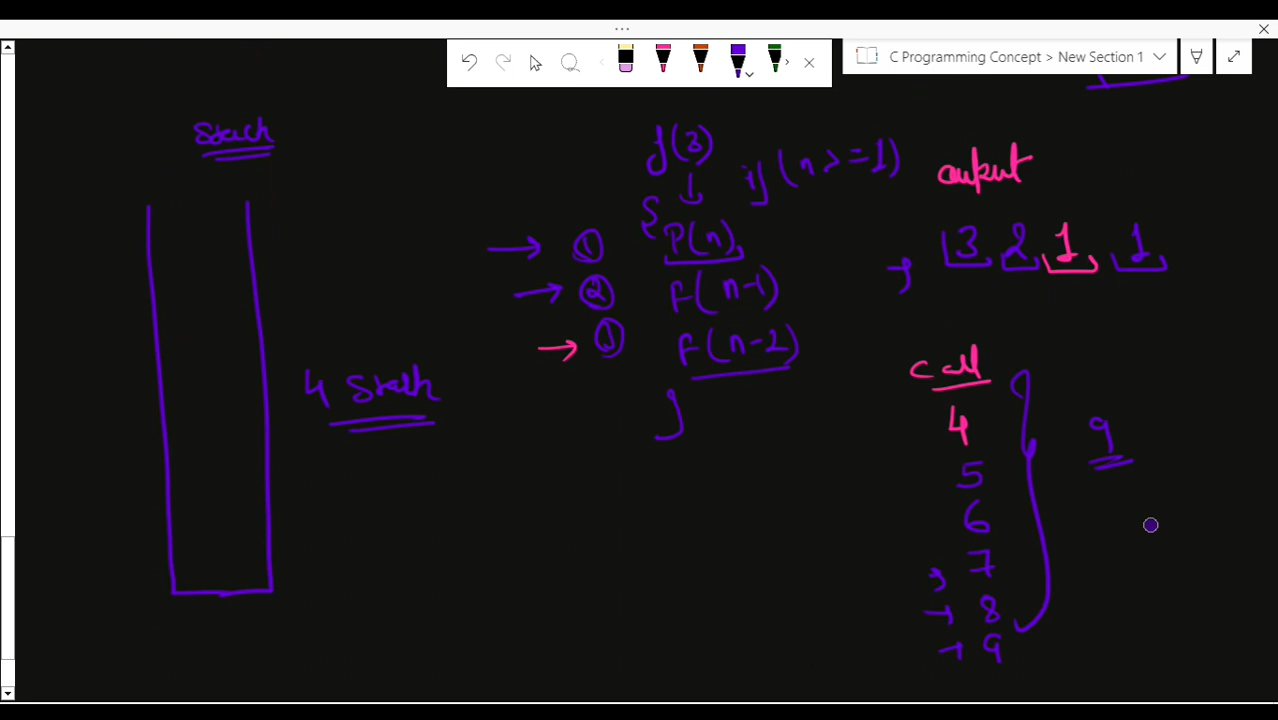 C Programming Concept > New Section 1
Stack
f(3)
if (n >= 1)
output
{
→ ① P(n),
3 2 1 1
→ ② f(n-1)
→ ③ f(n-2)
}
4 Stack
call
4
5
6
7
→ 8
→ 9
9